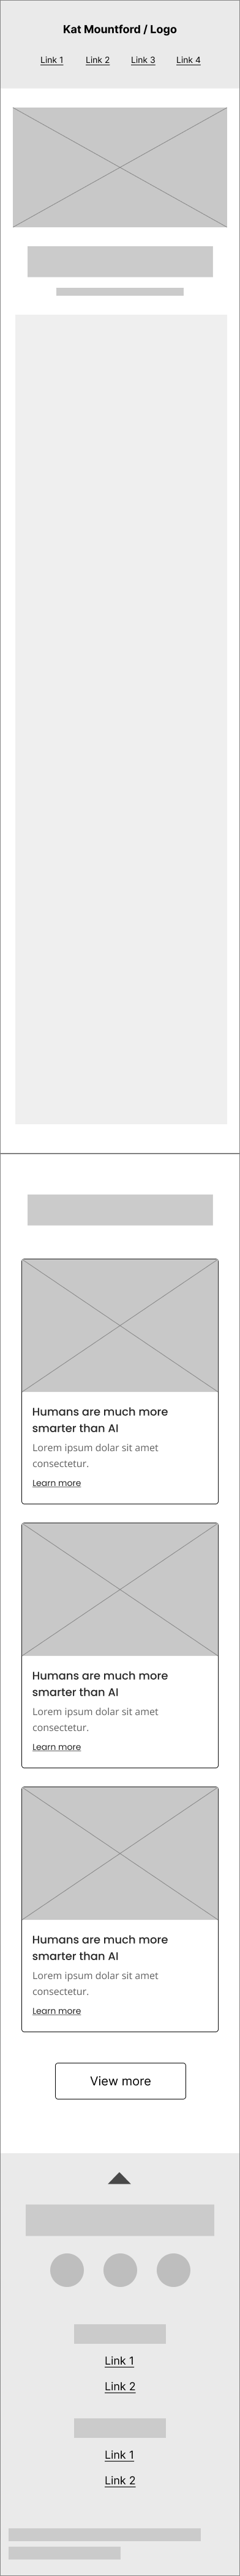 Kat Mountford / Logo
Link 1 Link 2 Link 3 Link 4
Humans are much more
smarter than AI
Lorem ipsum dolar sit amet
consectetur.
Learn more
Humans are much more
smarter than AI
Lorem ipsum dolar sit amet
consectetur.
Learn more
Humans are much more
smarter than AI
Lorem ipsum dolar sit amet
consectetur.
Learn more
View more
Link 1
Link 2
Link 1
Link 2